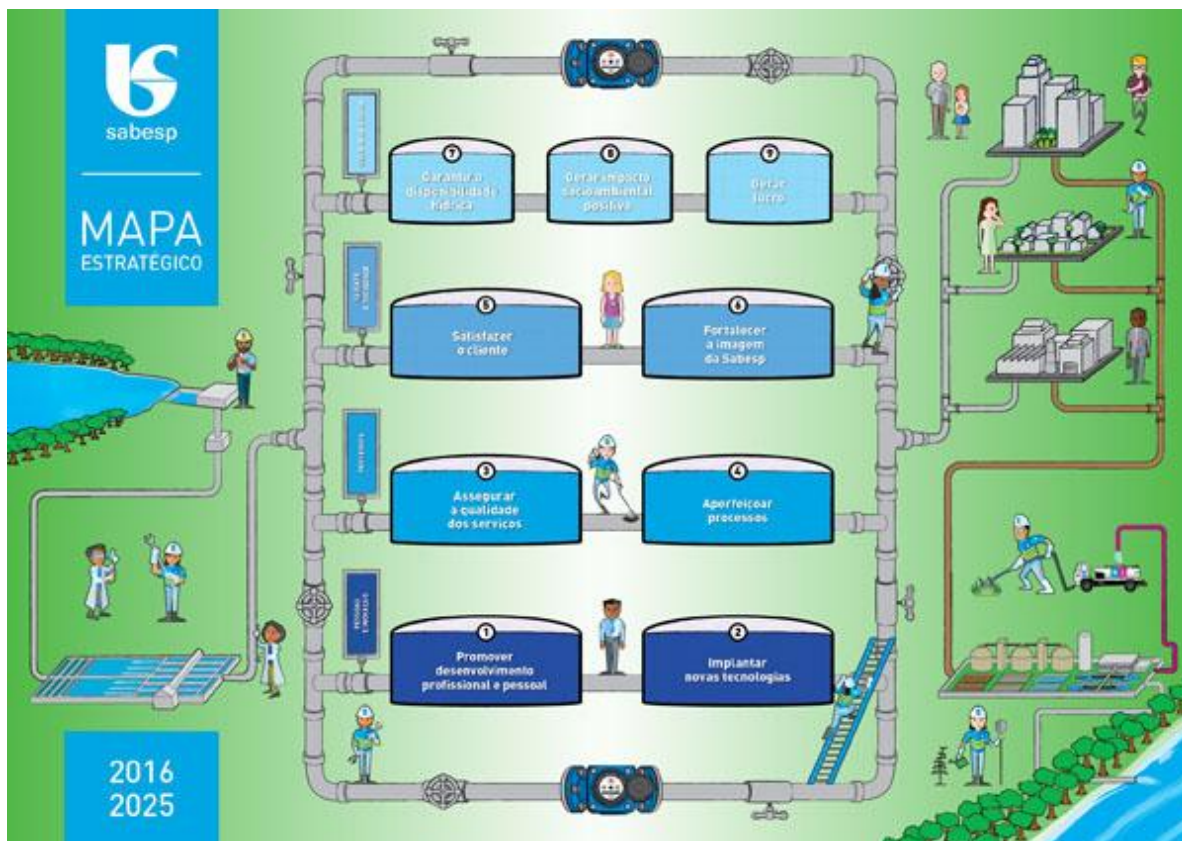 sabesp
MAPA
ESTRATÉGICO
7
Garantir a
disponibilidade
hídrica
8
Gerar impacto
socioambiental
positivo
9
Gerar
lucro
5
Satisfazer
o cliente
6
Fortalecer
a imagem
da Sabesp
3
Assegurar
a qualidade
dos serviços
4
Aperfeiçoar
processos
PESSOAS
E INOVAÇÃO
1
Promover
desenvolvimento
profissional e pessoal
2
Implantar
novas tecnologias
2016
2025